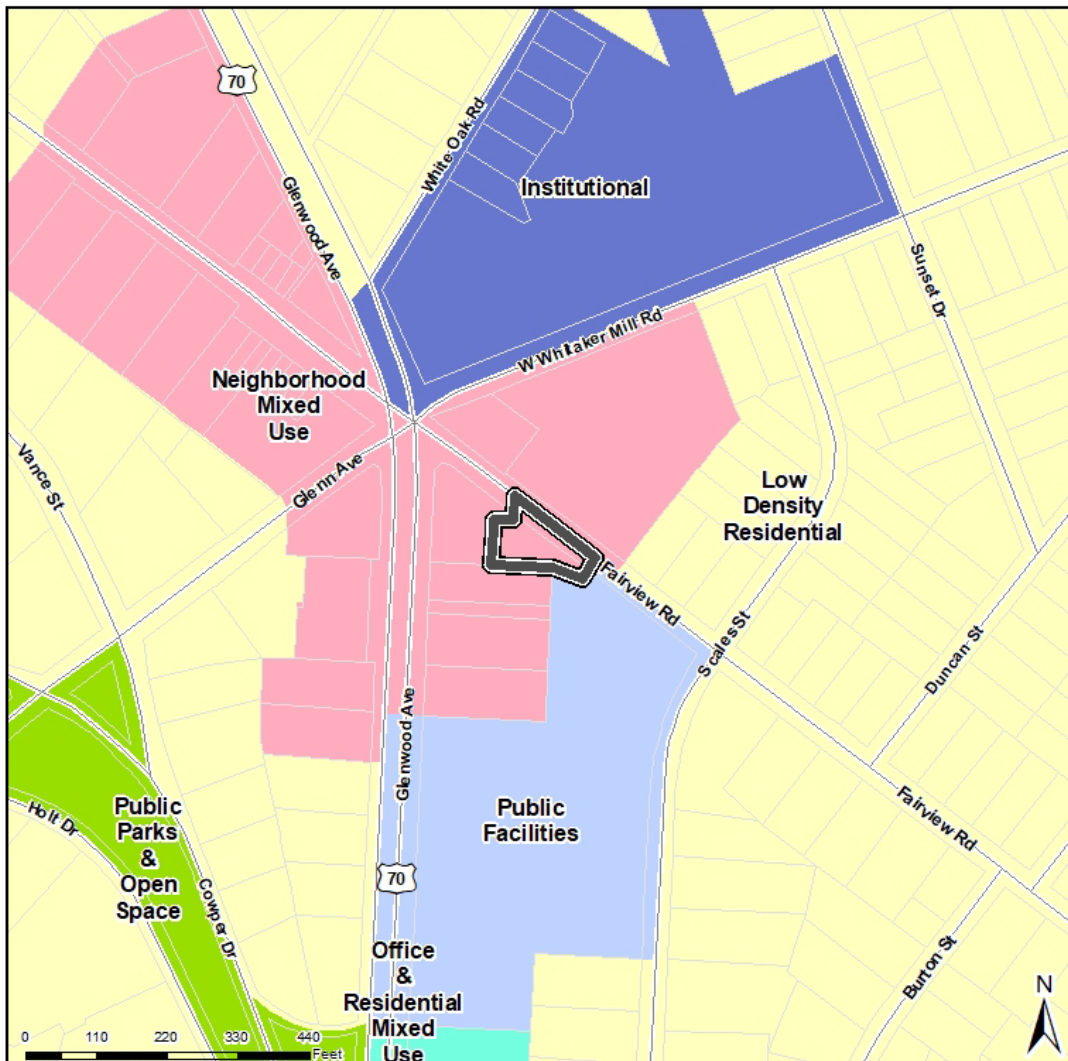 70
White Oak Rd
Glenwood Ave
Institutional
Sunset Dr
W Whitaker Mill Rd
Neighborhood
Mixed
Use
Vance St
Glenn Ave
Low
Density
Residential
Fairview Rd
Scales St
Duncan St
Glenwood Ave
Public
Parks
&
Open
Space
Public
Facilities
Holt Dr
Cowper Dr
70
Fairview Rd
Burton St
Office
&
Residential
Mixed
Use
N
0 110 220 330 440
Feet